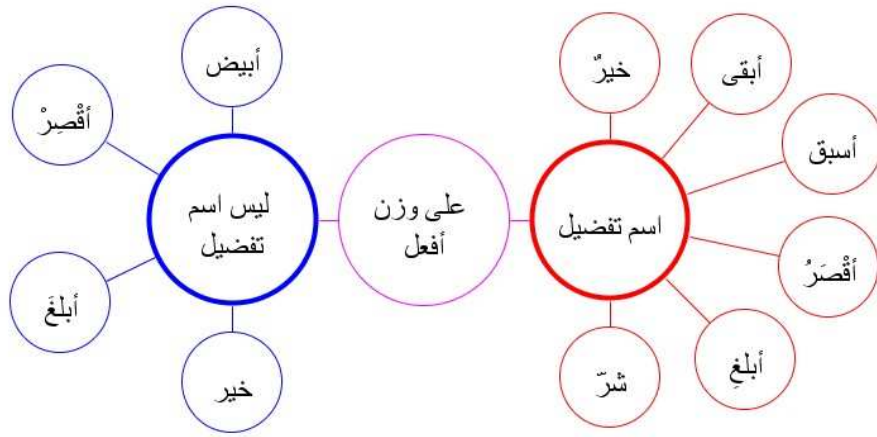 خيرٌ
أبقى
أسبق
أقْصَرُ
أبلغِ
شرّ
اسم تفضيل
على وزن
أفعل
ليس اسم
تفضيل
أبيض
أقْصِرْ
أبلغَ
خير